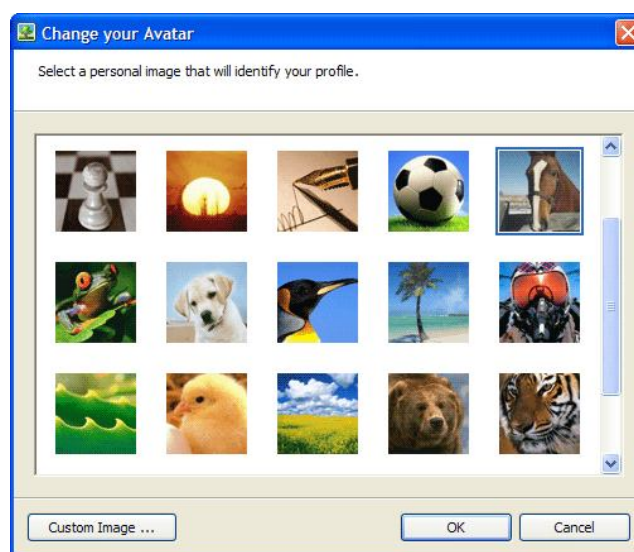 Change your Avatar
Select a personal image that will identify your profile.
Custom Image ...
OK
Cancel